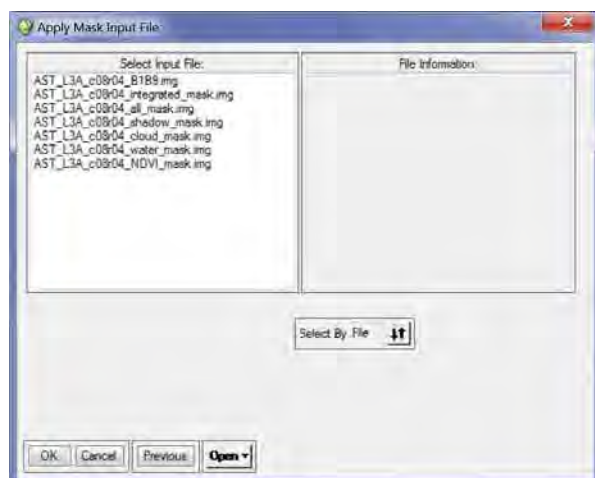 Apply Mask Input File
Select Input File:
AST_L3A_c08r04_B1B9.img
AST_L3A_c08r04_integrated_mask.img
AST_L3A_c08r04_all_mask.img
AST_L3A_c08r04_shadow_mask.img
AST_L3A_c08r04_cloud_mask.img
AST_L3A_c08r04_water_mask.img
AST_L3A_c08r04_NDVI_mask.img
File Information:
Select By File
OK Cancel Previous Open